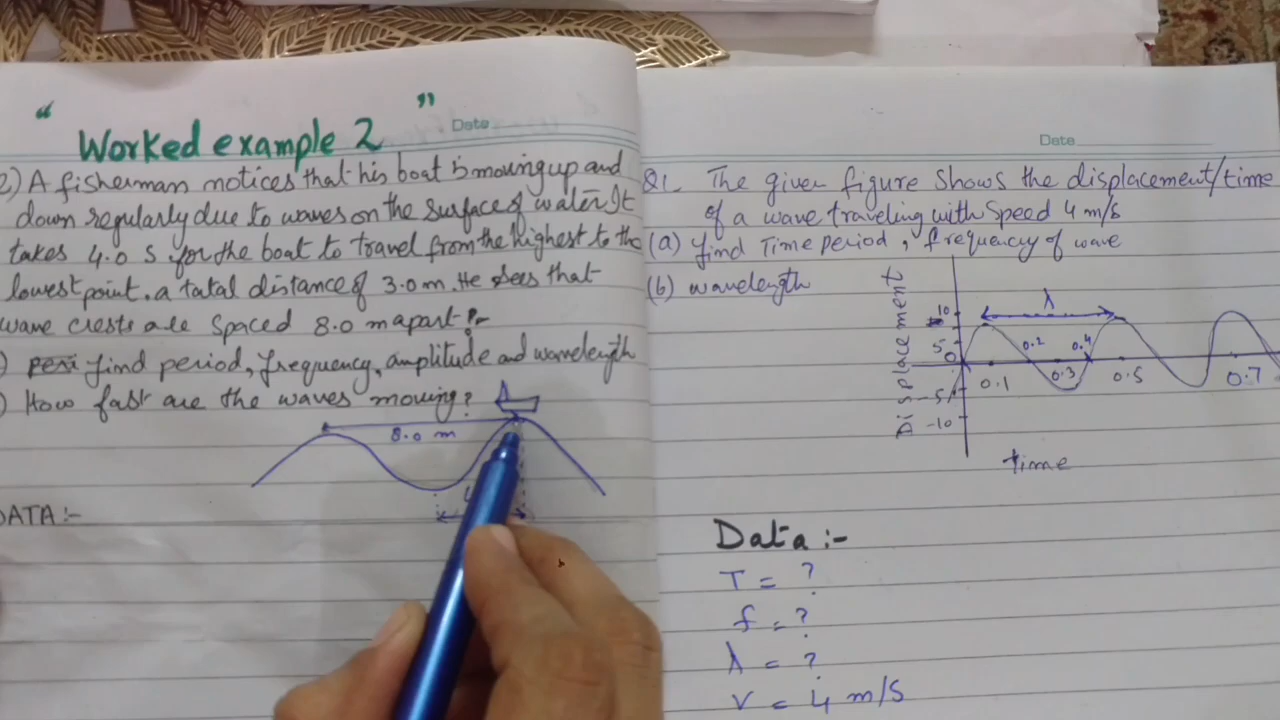 "Worked example 2"
Date
2) A fisherman notices that his boat is moving up and
down regularly due to waves on the surface of water It
takes 4.0 s for the boat to travel from the highest to the
lowest point. a tatal distance of 3.0 m. He sees that
wave crests are spaced 8.0 m apart
) find period, frequency, amplitude and wavelength
) How fast are the waves moving?
8.0 m
DATA:-
Date
Q1. The given figure shows the displacement/time
of a wave traveling with speed 4 m/s
(a) find Time period, frequency of wave
(b) wavelength
Displacement
λ
10
5
0
-5
-10
0.1
0.2
0.3
0.4
0.5
0.7
time
Data:-
T = ?
f = ?
λ = ?
V = 4 m/s